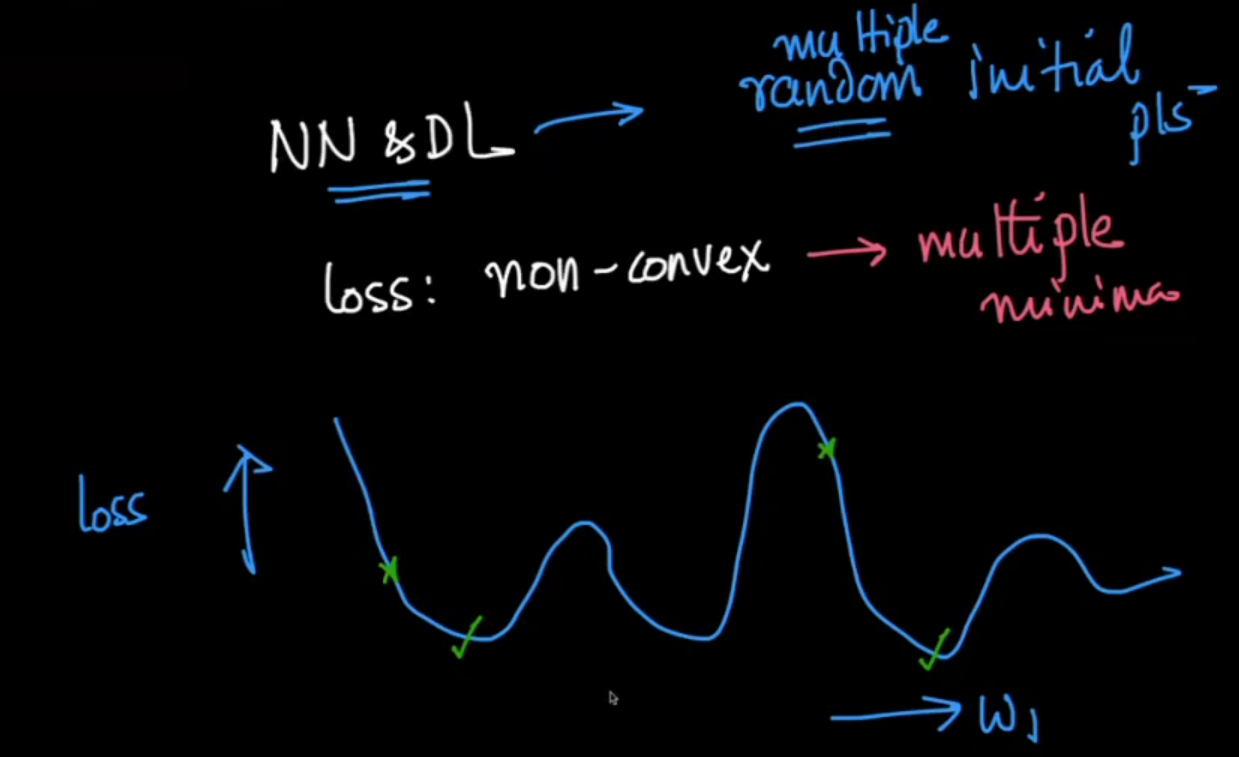 NN & DL → multiple random initial pts
loss: non-convex → multiple minima
loss
w1